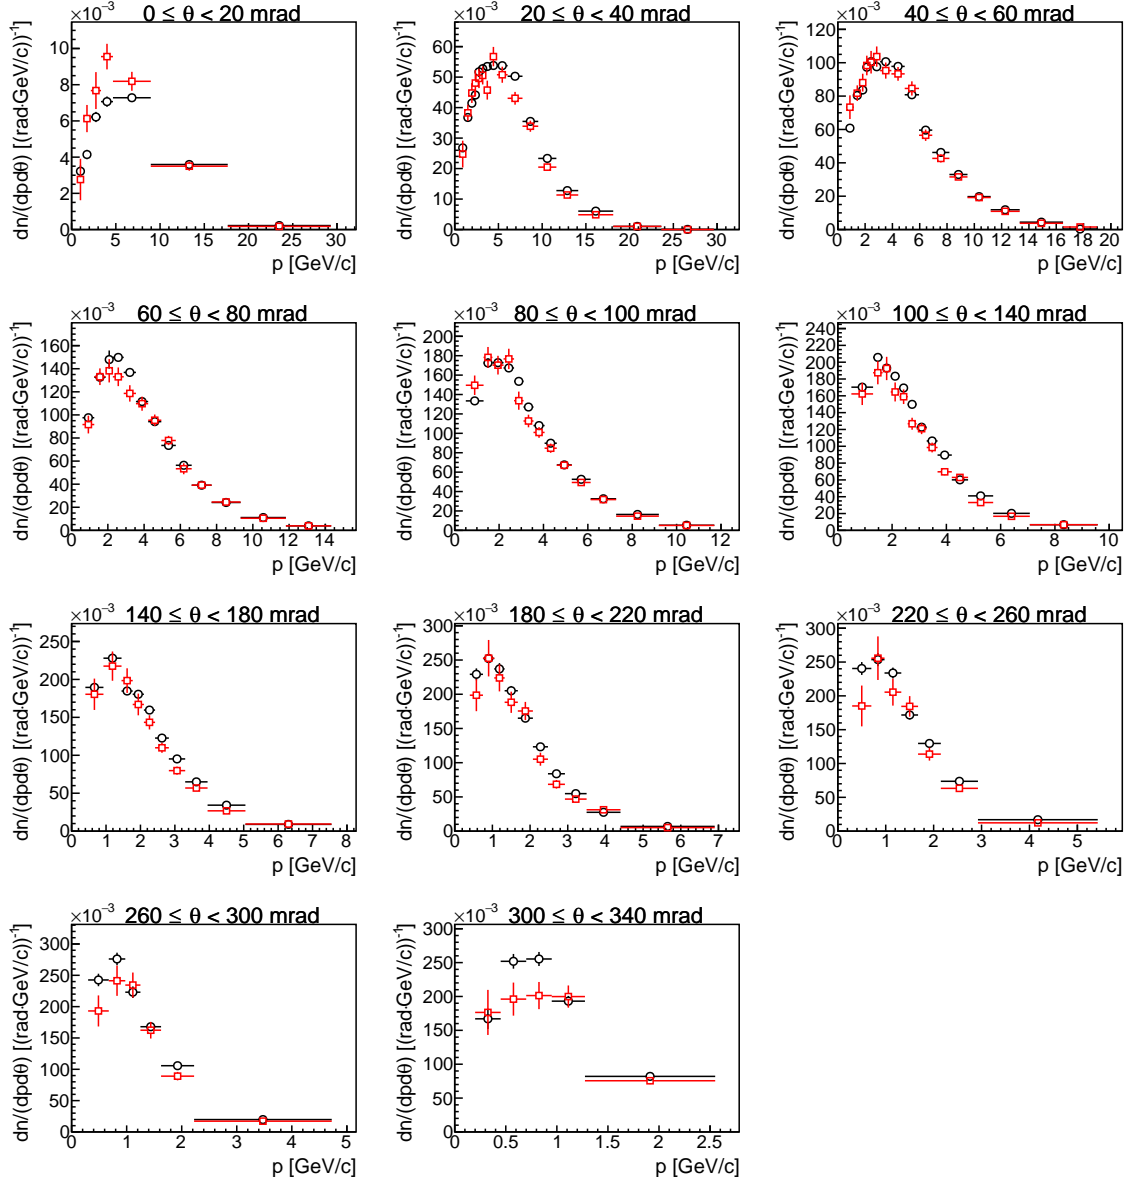 ×10⁻³ 0 ≤ θ < 20 mrad
dn/(dpdθ) [(rad·GeV/c))⁻¹]
10
8
6
4
2
0
0 5 10 15 20 25 30
p [GeV/c]
×10⁻³ 20 ≤ θ < 40 mrad
dn/(dpdθ) [(rad·GeV/c))⁻¹]
60
50
40
30
20
10
0
0 5 10 15 20 25 30
p [GeV/c]
×10⁻³ 40 ≤ θ < 60 mrad
dn/(dpdθ) [(rad·GeV/c))⁻¹]
120
100
80
60
40
20
0
0 2 4 6 8 10 12 14 16 18 20
p [GeV/c]
×10⁻³ 60 ≤ θ < 80 mrad
dn/(dpdθ) [(rad·GeV/c))⁻¹]
160
140
120
100
80
60
40
20
0
0 2 4 6 8 10 12 14
p [GeV/c]
×10⁻³ 80 ≤ θ < 100 mrad
dn/(dpdθ) [(rad·GeV/c))⁻¹]
200
180
160
140
120
100
80
60
40
20
0
0 2 4 6 8 10 12
p [GeV/c]
×10⁻³ 100 ≤ θ < 140 mrad
dn/(dpdθ) [(rad·GeV/c))⁻¹]
240
220
200
180
160
140
120
100
80
60
40
20
0
0 2 4 6 8 10
p [GeV/c]
×10⁻³ 140 ≤ θ < 180 mrad
dn/(dpdθ) [(rad·GeV/c))⁻¹]
250
200
150
100
50
0
0 1 2 3 4 5 6 7 8
p [GeV/c]
×10⁻³ 180 ≤ θ < 220 mrad
dn/(dpdθ) [(rad·GeV/c))⁻¹]
300
250
200
150
100
50
0
0 1 2 3 4 5 6 7
p [GeV/c]
×10⁻³ 220 ≤ θ < 260 mrad
dn/(dpdθ) [(rad·GeV/c))⁻¹]
300
250
200
150
100
50
0
0 1 2 3 4 5
p [GeV/c]
×10⁻³ 260 ≤ θ < 300 mrad
dn/(dpdθ) [(rad·GeV/c))⁻¹]
300
250
200
150
100
50
0
0 1 2 3 4 5
p [GeV/c]
×10⁻³ 300 ≤ θ < 340 mrad
dn/(dpdθ) [(rad·GeV/c))⁻¹]
300
250
200
150
100
50
0
0 0.5 1 1.5 2 2.5
p [GeV/c]